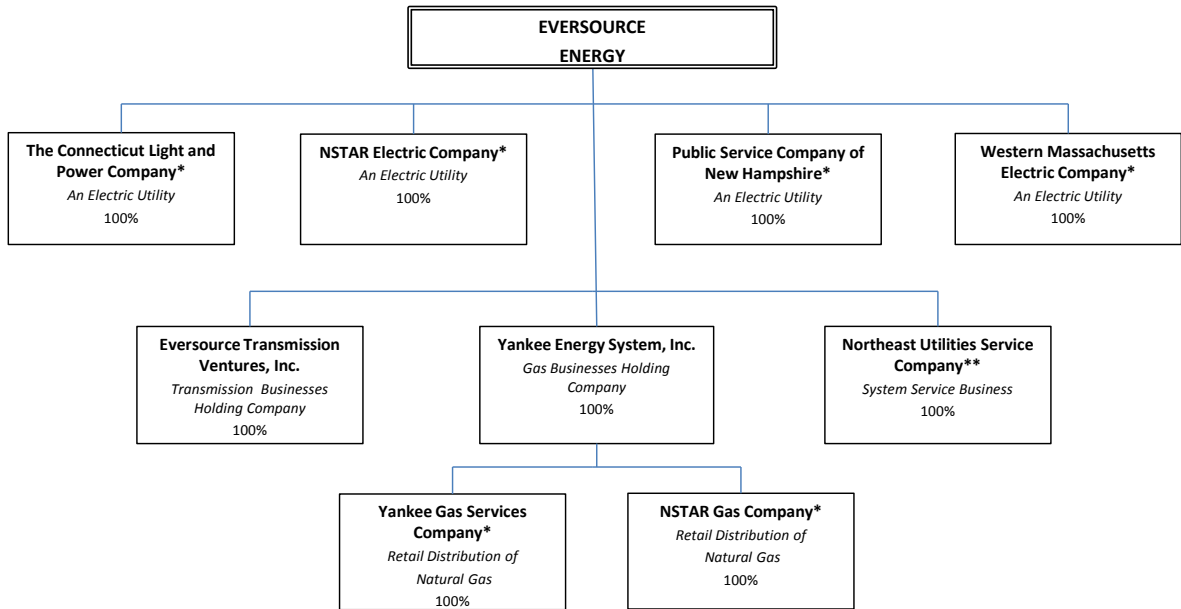 EVERSOURCE
ENERGY
The Connecticut Light and
Power Company*
An Electric Utility
100%
NSTAR Electric Company*
An Electric Utility
100%
Public Service Company of
New Hampshire*
An Electric Utility
100%
Western Massachusetts
Electric Company*
An Electric Utility
100%
Eversource Transmission
Ventures, Inc.
Transmission Businesses
Holding Company
100%
Yankee Energy System, Inc.
Gas Businesses Holding
Company
100%
Northeast Utilities Service
Company**
System Service Business
100%
Yankee Gas Services
Company*
Retail Distribution of
Natural Gas
100%
NSTAR Gas Company*
Retail Distribution of
Natural Gas
100%